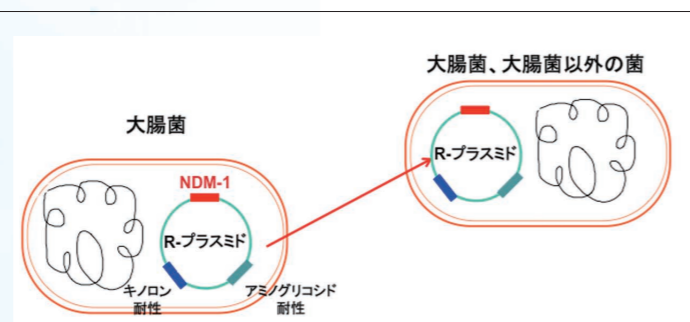 大腸菌、大腸菌以外の菌
大腸菌
R-プラスミド
NDM-1
R-プラスミド
キノロン
耐性
アミノグリコシド
耐性